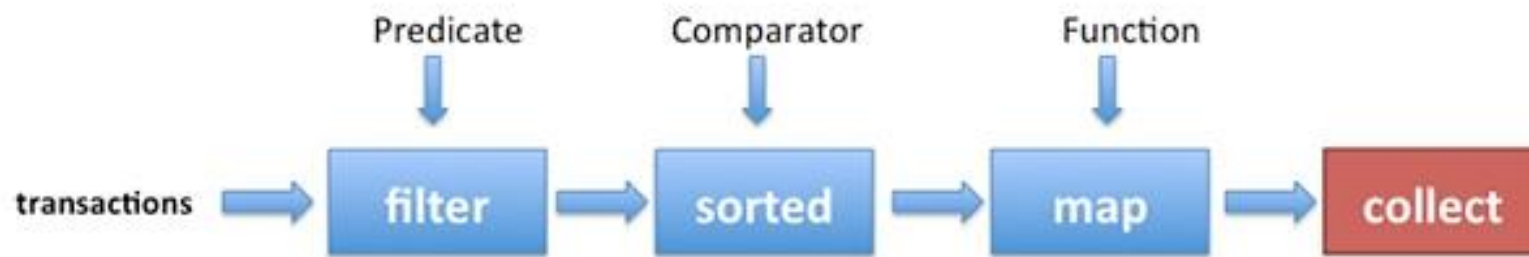 Predicate Comparator Function
transactions filter sorted map collect